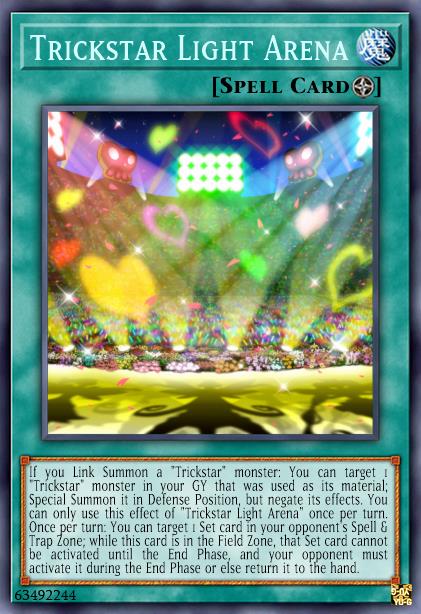 Trickstar Light Arena 魔
[Spell Card]
If you Link Summon a "Trickstar" monster: You can target 1
"Trickstar" monster in your GY that was used as its material;
Special Summon it in Defense Position, but negate its effects. You
can only use this effect of "Trickstar Light Arena" once per turn.
Once per turn: You can target 1 Set card in your opponent's Spell &
Trap Zone; while this card is in the Field Zone, that Set card cannot
be activated until the End Phase, and your opponent must
activate it during the End Phase or else return it to the hand.
63492244